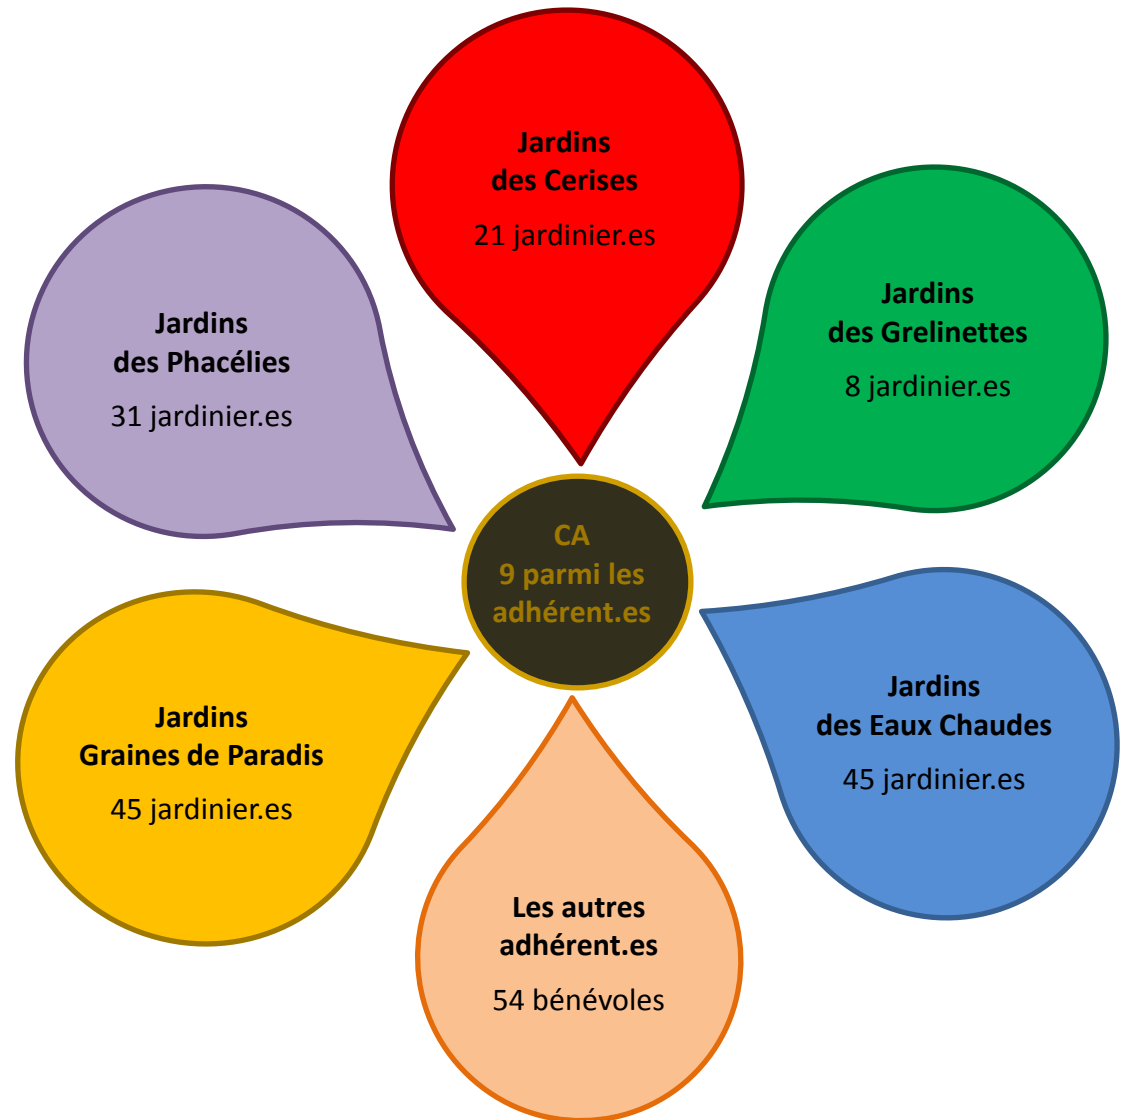 Jardins
des Cerises
21 jardinier.es
Jardins
des Grelinettes
8 jardinier.es
Jardins
des Phacélies
31 jardinier.es
CA
9 parmi les
adhérent.es
Jardins
des Eaux Chaudes
45 jardinier.es
Jardins
Graines de Paradis
45 jardinier.es
Les autres
adhérent.es
54 bénévoles